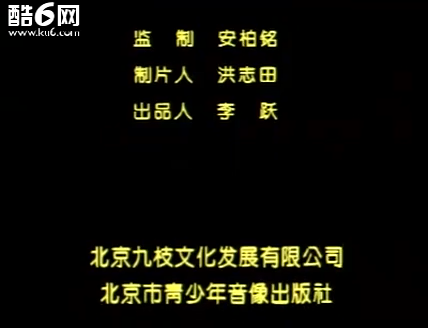 酷6网
www.ku6.com
监 制 安柏铭
制片人 洪志田
出品人 李 跃
北京九枝文化发展有限公司
北京市青少年音像出版社